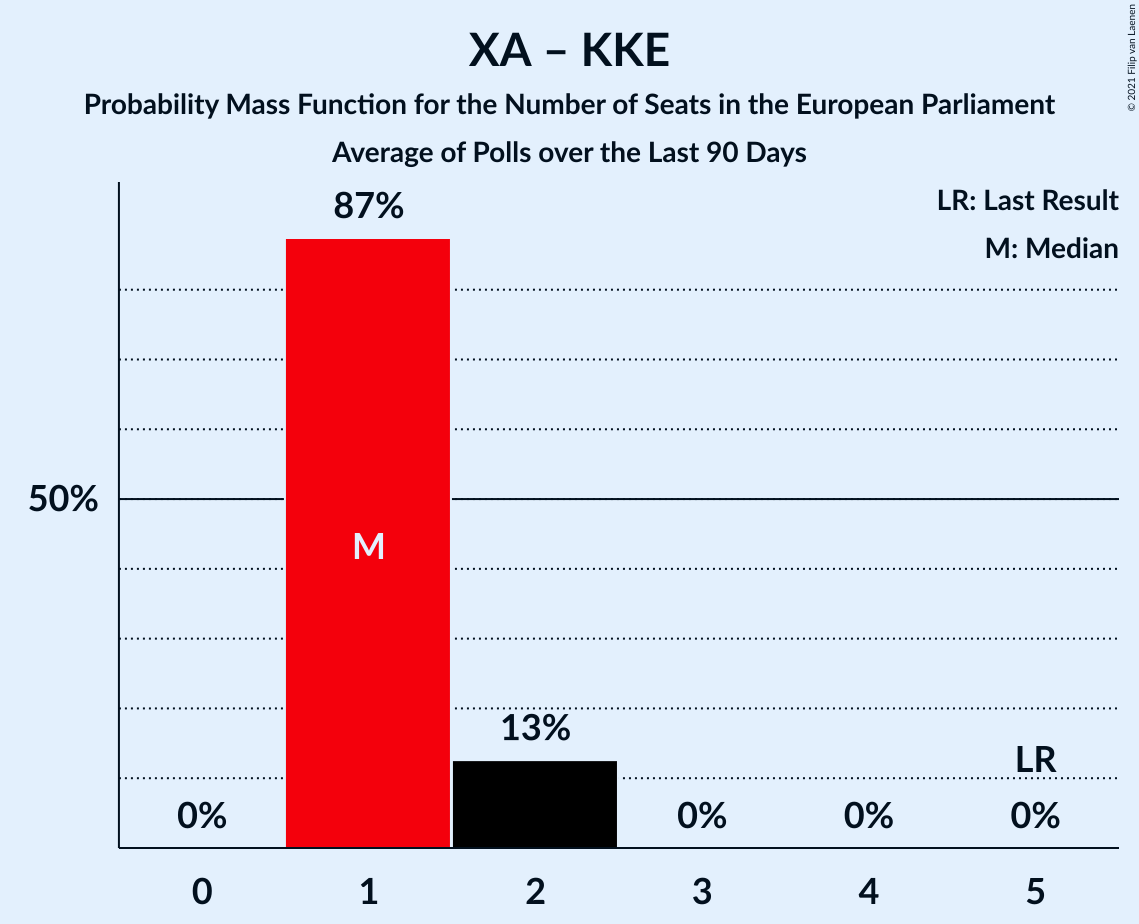 XA – KKE
Probability Mass Function for the Number of Seats in the European Parliament
Average of Polls over the Last 90 Days
© 2021 Filip van Laenen
LR: Last Result
M: Median
87%
50%
M
13%
LR
0%
0%
0%
0%
0 1 2 3 4 5